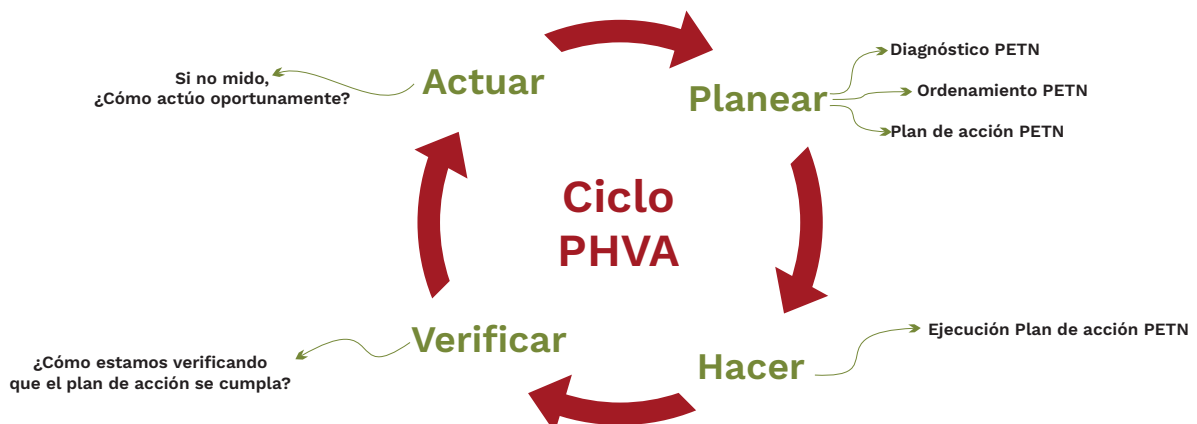 Actuar
Si no mido,
¿Cómo actúo oportunamente?
Planear
Diagnóstico PETN
Ordenamiento PETN
Plan de acción PETN
Ciclo
PHVA
Verificar
¿Cómo estamos verificando
que el plan de acción se cumpla?
Hacer
Ejecución Plan de acción PETN